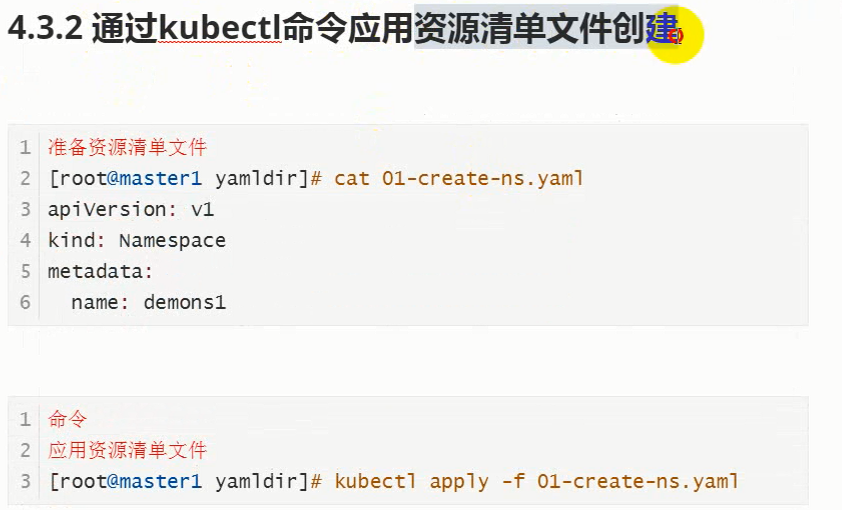 4.3.2 通过kubectl命令应用资源清单文件创建
1 准备资源清单文件
2 [root@master1 yamldir]# cat 01-create-ns.yaml
3 apiVersion: v1
4 kind: Namespace
5 metadata:
6   name: demons1
1 命令
2 应用资源清单文件
3 [root@master1 yamldir]# kubectl apply -f 01-create-ns.yaml